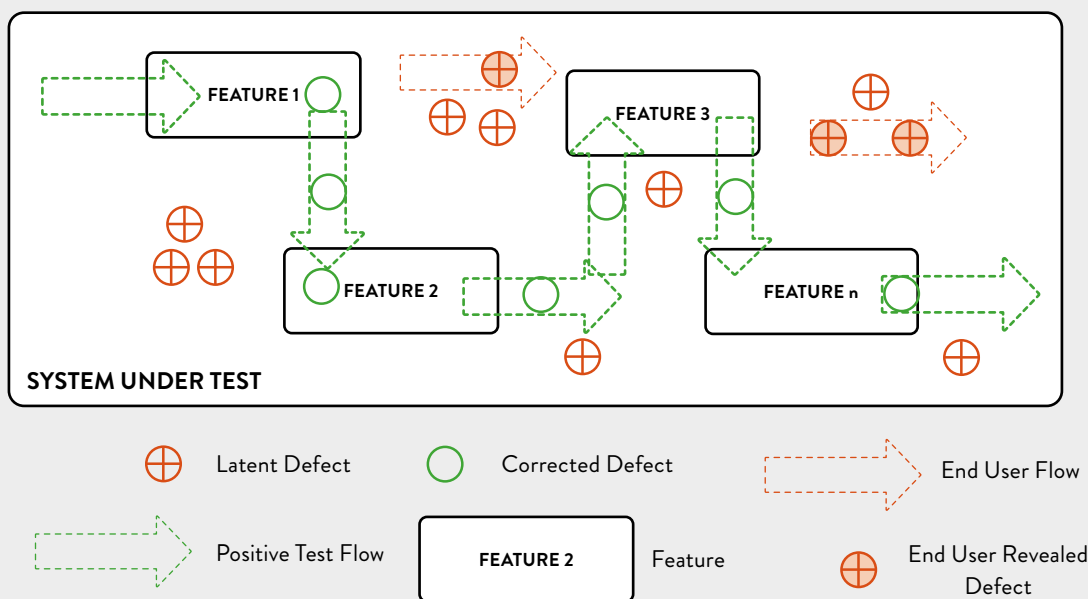 FEATURE 1
FEATURE 3
FEATURE 2
FEATURE n
SYSTEM UNDER TEST
Latent Defect
Corrected Defect
End User Flow
Positive Test Flow
FEATURE 2
Feature
End User Revealed
Defect